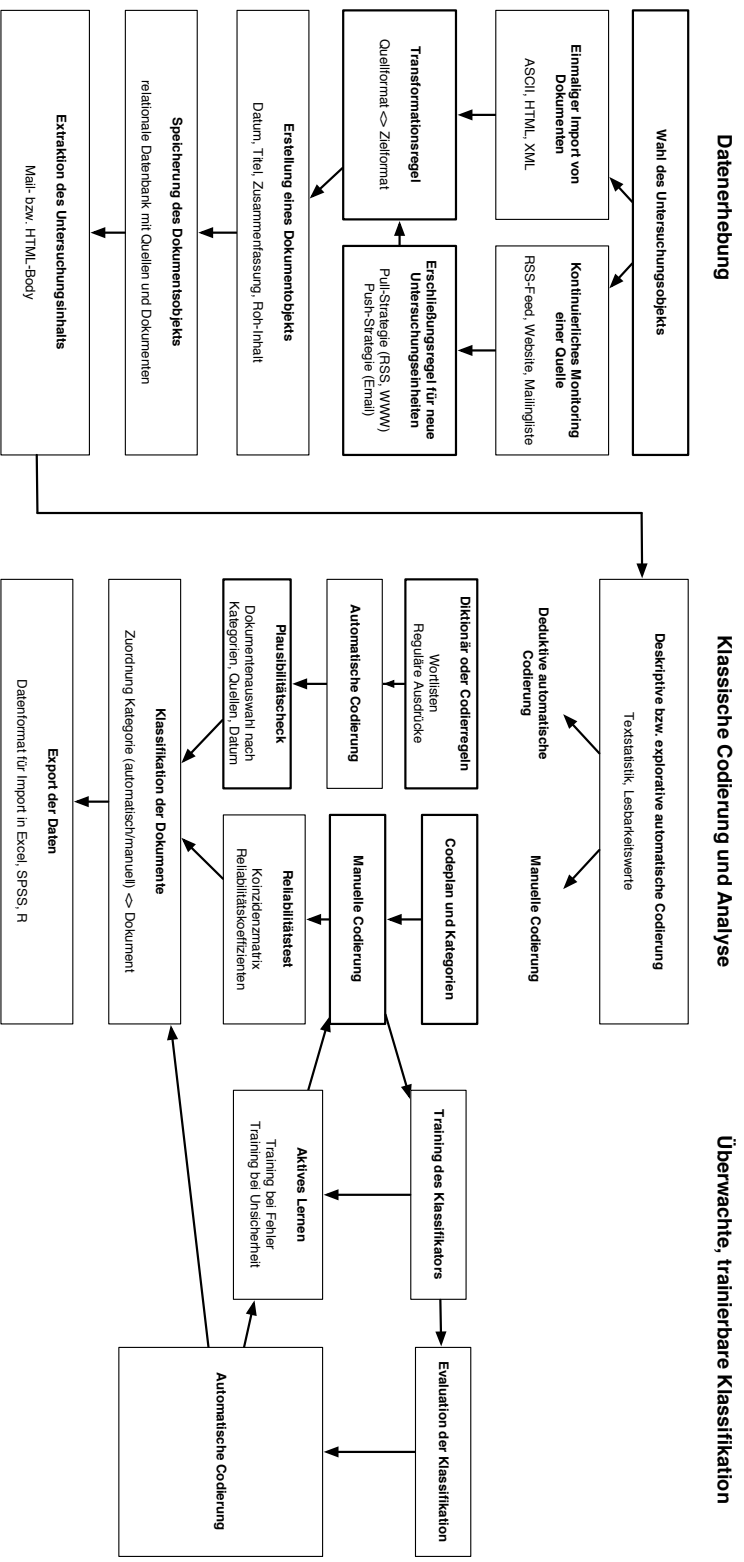 Datenerhebung
Wahl des Untersuchungsobjekts
Einmaliger Import von
Dokumenten
ASCII, HTML, XML
Kontinuierliches Monitoring
einer Quelle
RSS-Feed, Website, Mailingliste
Transformationsregel
Quellformat <> Zielformat
Erschließungsregel für neue
Untersuchungseinheiten
Pull-Strategie (RSS, WWW)
Push-Strategie (Email)
Erstellung eines Dokumentobjekts
Datum, Titel, Zusammenfassung, Roh-Inhalt
Speicherung des Dokumentsobjekts
relationale Datenbank mit Quellen und Dokumenten
Extraktion des Untersuchungsinhalts
Mail- bzw. HTML-Body
Klassische Codierung und Analyse
Deskriptive bzw. explorative automatische Codierung
Textstatistik, Lesbarkeitswerte
Deduktive automatische
Codierung
Manuelle Codierung
Diktionär oder Codierregeln
Wortlisten
Reguläre Ausdrücke
Codeplan und Kategorien
Automatische Codierung
Manuelle Codierung
Plausibilitätscheck
Dokumentenauswahl nach
Kategorien, Quellen, Datum
Reliabilitätstest
Koinzidenzmatrix
Reliabilitätskoeffizienten
Klassifikation der Dokumente
Zuordnung Kategorie (automatisch/manuell) <> Dokument
Export der Daten
Datenformat für Import in Excel, SPSS, R
Überwachte, trainierbare Klassifikation
Training des Klassifikators
Evaluation der Klassifikation
Aktives Lernen
Training bei Fehler
Training bei Unsicherheit
Automatische Codierung